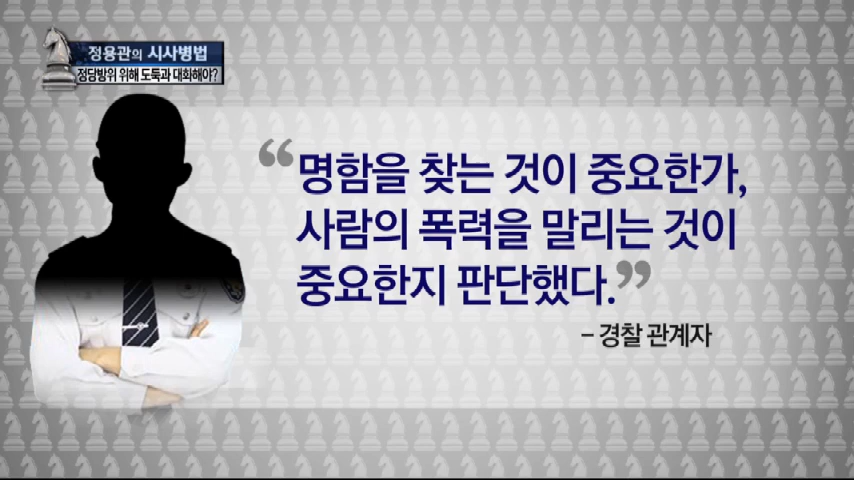 정용관의 시사병법
정당방위 위해 도둑과 대화해야?
“명함을 찾는 것이 중요한가,
사람의 폭력을 말리는 것이
중요한지 판단했다.”
– 경찰 관계자